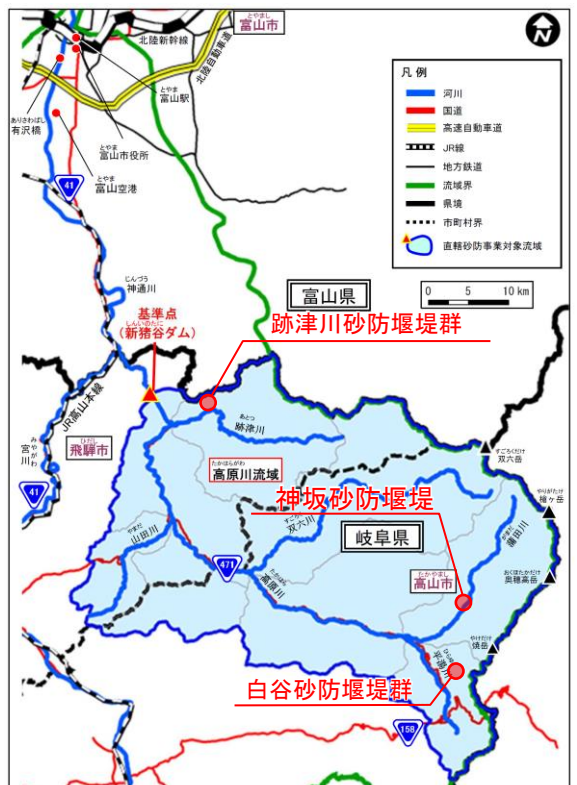 とやまし
富山市
N
北陸新幹線
北陸自動車道
とやま
富山駅
ありさわばし
有沢橋
とやま
富山市役所
とやま
富山空港
41
凡例
河川
国道
高速自動車道
JR線
地方鉄道
流域界
県境
市町村界
直轄砂防事業対象流域
0 5 10 km
じんづう
神通川
富山県
基準点
しんいのたに
(新猪谷ダム)
跡津川砂防堰堤群
JR高山本線
あとつ
跡津川
みやがわ
宮川
ひだし
飛騨市
41
たかはらがわ
高原川流域
すごろくだけ
双六岳
やりがたけ
槍ヶ岳
神坂砂防堰堤
すごろく
双六川
がまだ
蒲田川
やまだ
山田川
岐阜県
471
たかはら
高原川
たかやまし
高山市
おくほたかだけ
奥穂高岳
やけだけ
焼岳
白谷砂防堰堤群
158